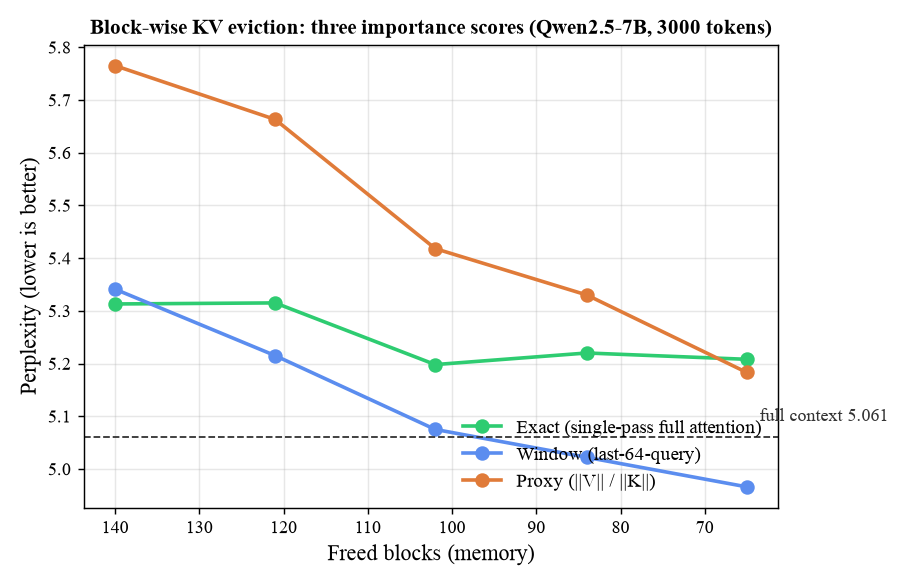 Block-wise KV eviction: three importance scores (Qwen2.5-7B, 3000 tokens)
Perplexity (lower is better)
5.8
5.7
5.6
5.5
5.4
5.3
5.2
5.1
5.0
full context 5.061
Exact (single-pass full attention)
Window (last-64-query)
Proxy (||V|| / ||K||)
140 130 120 110 100 90 80 70
Freed blocks (memory)